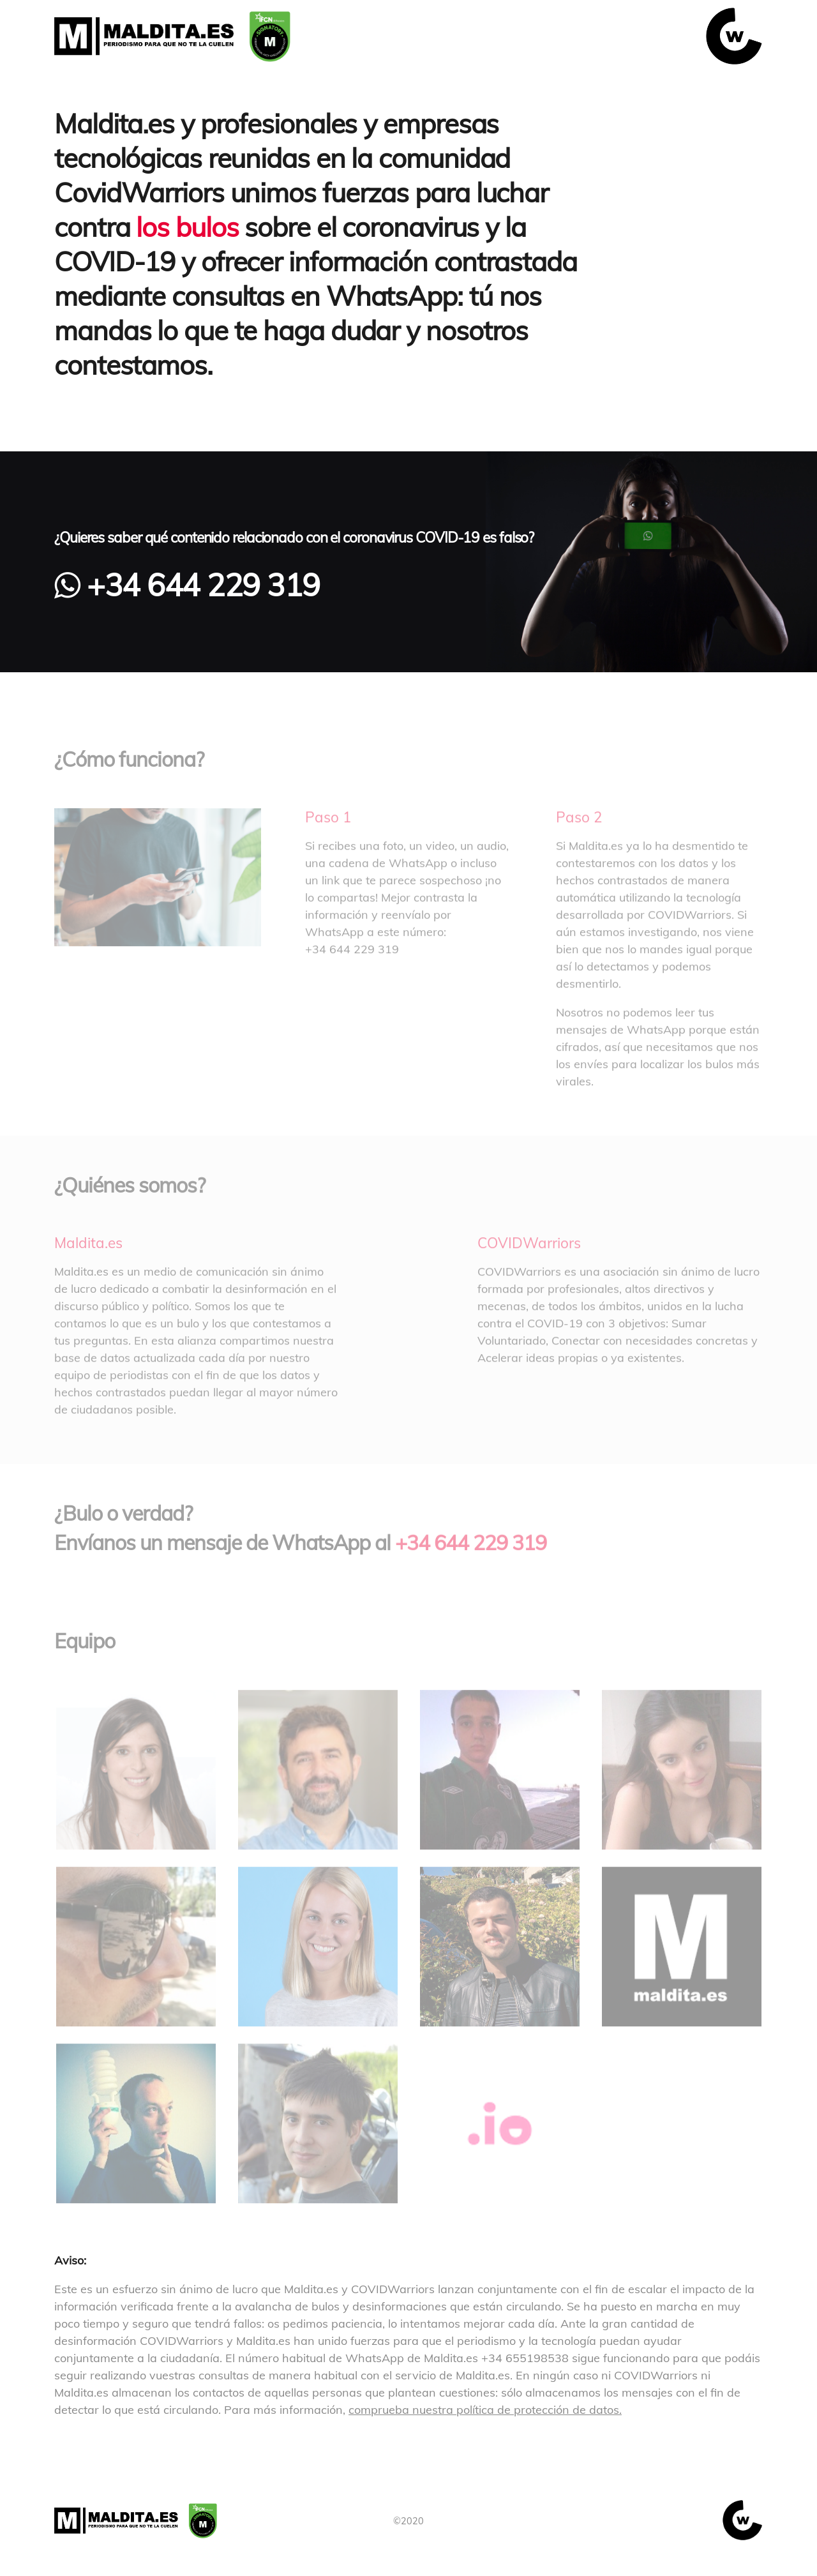 M MALDITA.ES
PERIODISMO PARA QUE NO TE LA CUELEN
IFCN
SIGNATORY
M
W
Maldita.es y profesionales y empresas
tecnológicas reunidas en la comunidad
CovidWarriors unimos fuerzas para luchar
contra los bulos sobre el coronavirus y la
COVID-19 y ofrecer información contrastada
mediante consultas en WhatsApp: tú nos
mandas lo que te haga dudar y nosotros
contestamos.
¿Quieres saber qué contenido relacionado con el coronavirus COVID-19 es falso?
+34 644 229 319
¿Cómo funciona?
Paso 1
Si recibes una foto, un video, un audio,
una cadena de WhatsApp o incluso
un link que te parece sospechoso ¡no
lo compartas! Mejor contrasta la
información y reenvíalo por
WhatsApp a este número:
+34 644 229 319
Paso 2
Si Maldita.es ya lo ha desmentido te
contestaremos con los datos y los
hechos contrastados de manera
automática utilizando la tecnología
desarrollada por COVIDWarriors. Si
aún estamos investigando, nos viene
bien que nos lo mandes igual porque
así lo detectamos y podemos
desmentirlo.
Nosotros no podemos leer tus
mensajes de WhatsApp porque están
cifrados, así que necesitamos que nos
los envíes para localizar los bulos más
virales.
¿Quiénes somos?
Maldita.es
Maldita.es es un medio de comunicación sin ánimo
de lucro dedicado a combatir la desinformación en el
discurso público y político. Somos los que te
contamos lo que es un bulo y los que contestamos a
tus preguntas. En esta alianza compartimos nuestra
base de datos actualizada cada día por nuestro
equipo de periodistas con el fin de que los datos y
hechos contrastados puedan llegar al mayor número
de ciudadanos posible.
COVIDWarriors
COVIDWarriors es una asociación sin ánimo de lucro
formada por profesionales, altos directivos y
mecenas, de todos los ámbitos, unidos en la lucha
contra el COVID-19 con 3 objetivos: Sumar
Voluntariado, Conectar con necesidades concretas y
Acelerar ideas propias o ya existentes.
¿Bulo o verdad?
Envíanos un mensaje de WhatsApp al +34 644 229 319
Equipo
M
maldita.es
.io
Aviso:
Este es un esfuerzo sin ánimo de lucro que Maldita.es y COVIDWarriors lanzan conjuntamente con el fin de escalar el impacto de la
información verificada frente a la avalancha de bulos y desinformaciones que están circulando. Se ha puesto en marcha en muy
poco tiempo y seguro que tendrá fallos: os pedimos paciencia, lo intentamos mejorar cada día. Ante la gran cantidad de
desinformación COVIDWarriors y Maldita.es han unido fuerzas para que el periodismo y la tecnología puedan ayudar
conjuntamente a la ciudadanía. El número habitual de WhatsApp de Maldita.es +34 655198538 sigue funcionando para que podáis
seguir realizando vuestras consultas de manera habitual con el servicio de Maldita.es. En ningún caso ni COVIDWarriors ni
Maldita.es almacenan los contactos de aquellas personas que plantean cuestiones: sólo almacenamos los mensajes con el fin de
detectar lo que está circulando. Para más información, comprueba nuestra política de protección de datos.
M MALDITA.ES
PERIODISMO PARA QUE NO TE LA CUELEN
M
©2020
W